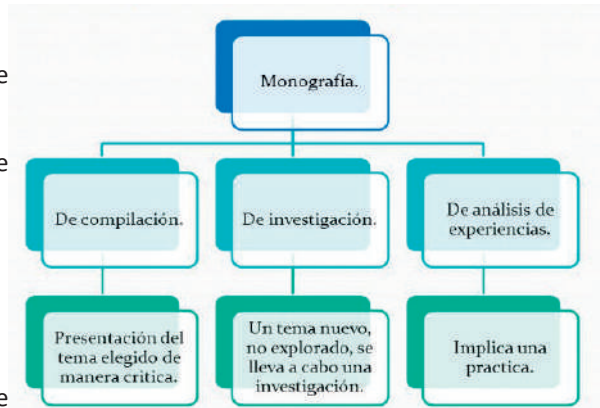 e
Monografía.
e
De compilación.
De investigación.
De análisis de
experiencias.
Presentación del
tema elegido de
manera critica.
Un tema nuevo,
no explorado, se
lleva a cabo una
investigación.
Implica una
practica.
e